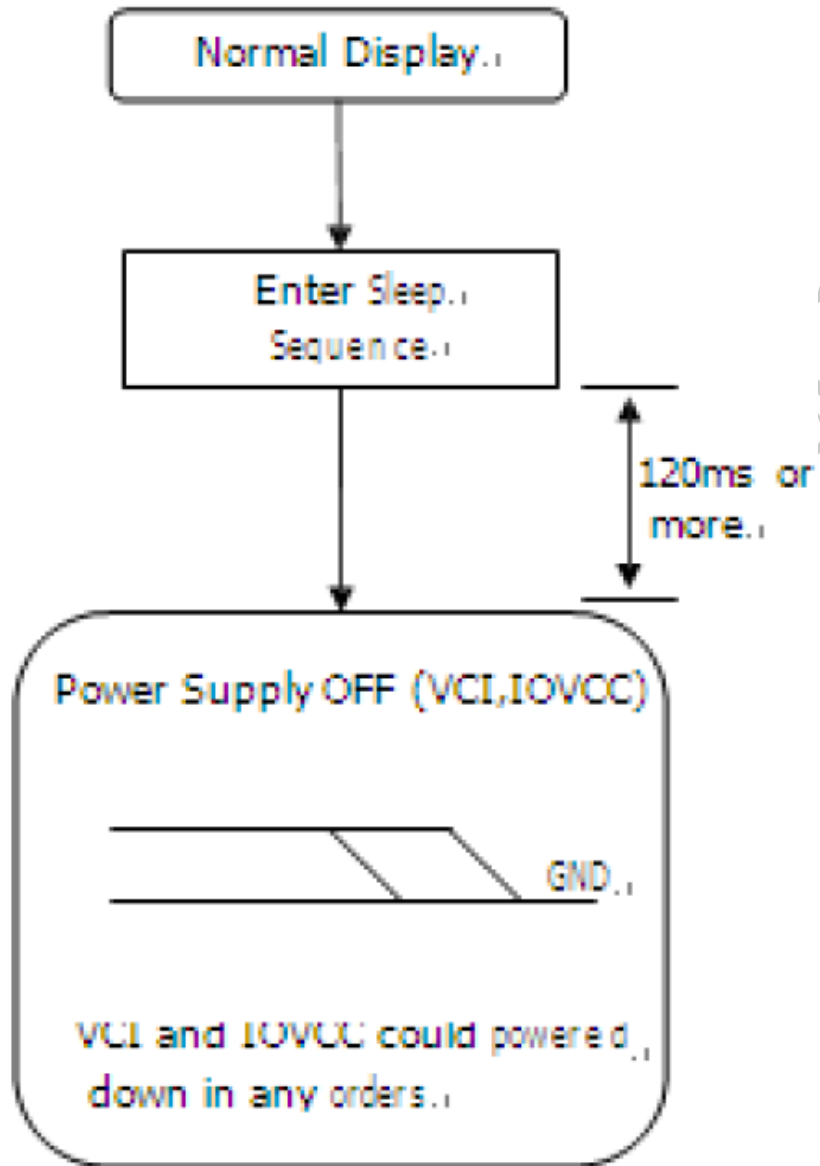 Normal Display.
Enter Sleep.
Sequence.
120ms or
more.
Power Supply OFF (VCI,IOVCC)
GND.
VCI and IOVCC could powered
down in any orders.